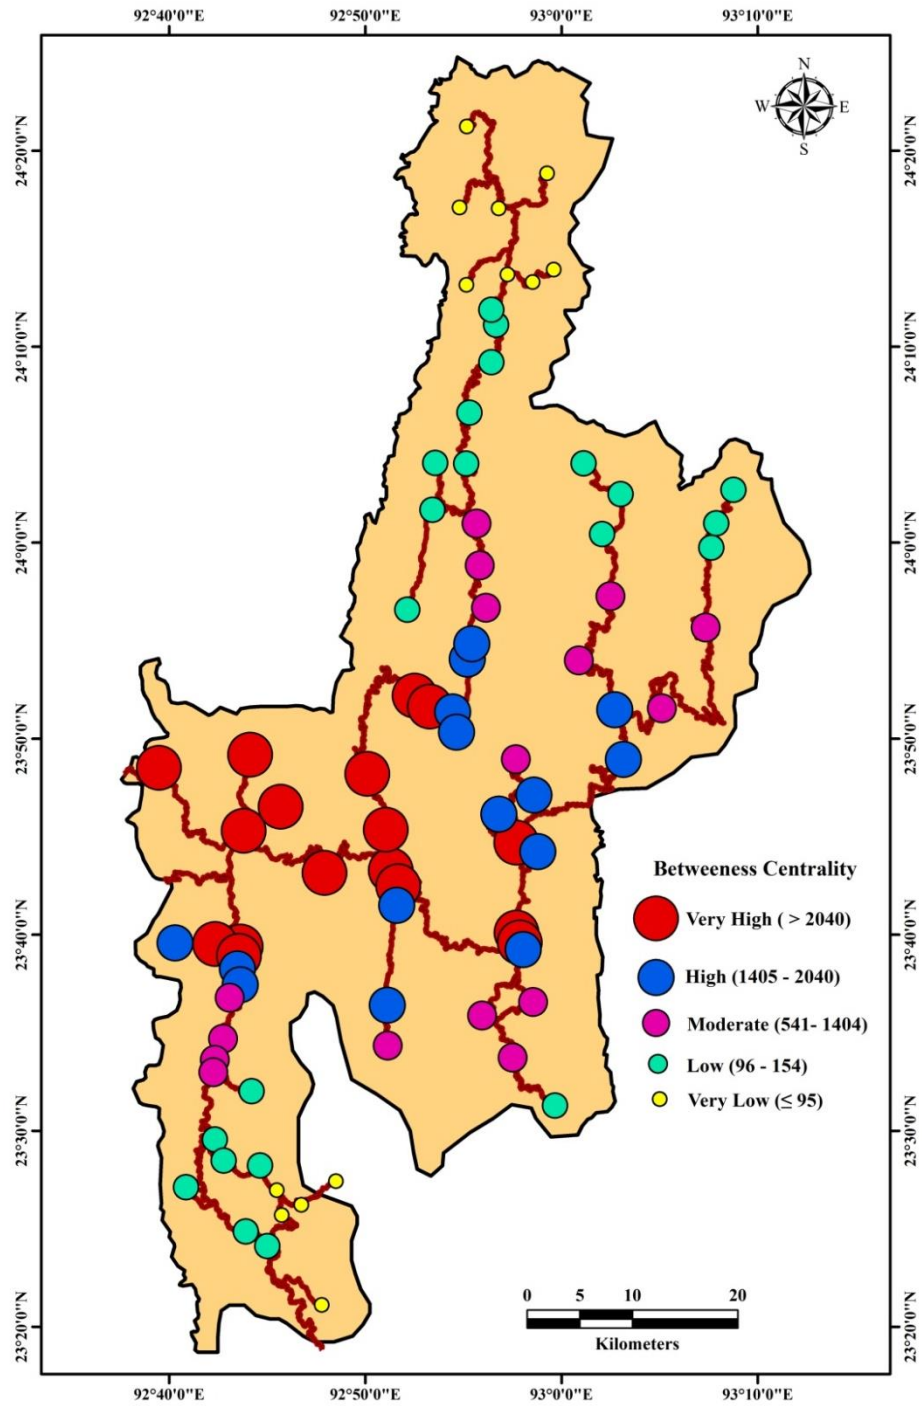 92°40'0"E 92°50'0"E 93°0'0"E 93°10'0"E
N
W E
S
24°20'0"N 24°20'0"N
24°10'0"N 24°10'0"N
24°0'0"N 24°0'0"N
23°50'0"N 23°50'0"N
Betweeness Centrality
Very High ( > 2040)
23°40'0"N 23°40'0"N
High (1405 - 2040)
Moderate (541- 1404)
Low (96 - 154)
Very Low (≤ 95)
23°30'0"N 23°30'0"N
0 5 10 20
Kilometers
23°20'0"N 23°20'0"N
92°40'0"E 92°50'0"E 93°0'0"E 93°10'0"E